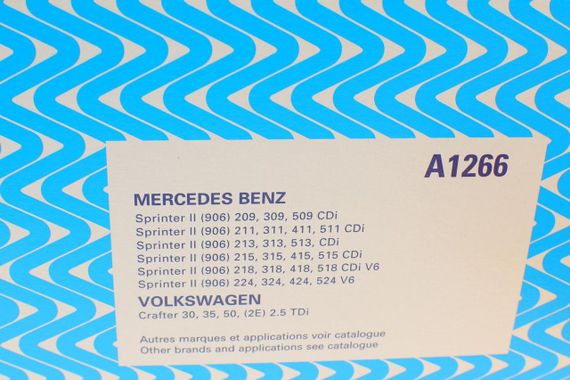 A1266
MERCEDES BENZ
Sprinter II (906) 209, 309, 509 CDi
Sprinter II (906) 211, 311, 411, 511 CDi
Sprinter II (906) 213, 313, 513, CDi
Sprinter II (906) 215, 315, 415, 515 CDi
Sprinter II (906) 218, 318, 418, 518 CDi V6
Sprinter II (906) 224, 324, 424, 524 V6
VOLKSWAGEN
Crafter 30, 35, 50, (2E) 2.5 TDi
Autres marques et applications voir catalogue
Other brands and applications see catalogue